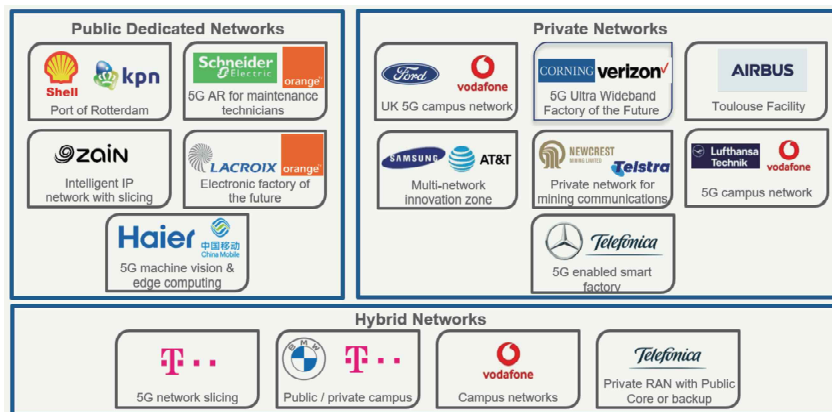 Public Dedicated Networks
Shell
kpn
Port of Rotterdam
Schneider
Electric
orange™
5G AR for maintenance
technicians
zain
Intelligent IP
network with slicing
LACROIX
orange™
Electronic factory of
the future
Haier
中国移动
China Mobile
5G machine vision &
edge computing
Private Networks
Ford
vodafone
UK 5G campus network
CORNING
verizon✓
5G Ultra Wideband
Factory of the Future
AIRBUS
Toulouse Facility
SAMSUNG
AT&T
Multi-network
innovation zone
NEWCREST
MINING LIMITED
Telstra
Private network for
mining communications
Lufthansa
Technik
vodafone
5G campus network
Telefónica
5G enabled smart
factory
Hybrid Networks
T
5G network slicing
BMW
T
Public / private campus
vodafone
Campus networks
Telefónica
Private RAN with Public
Core or backup